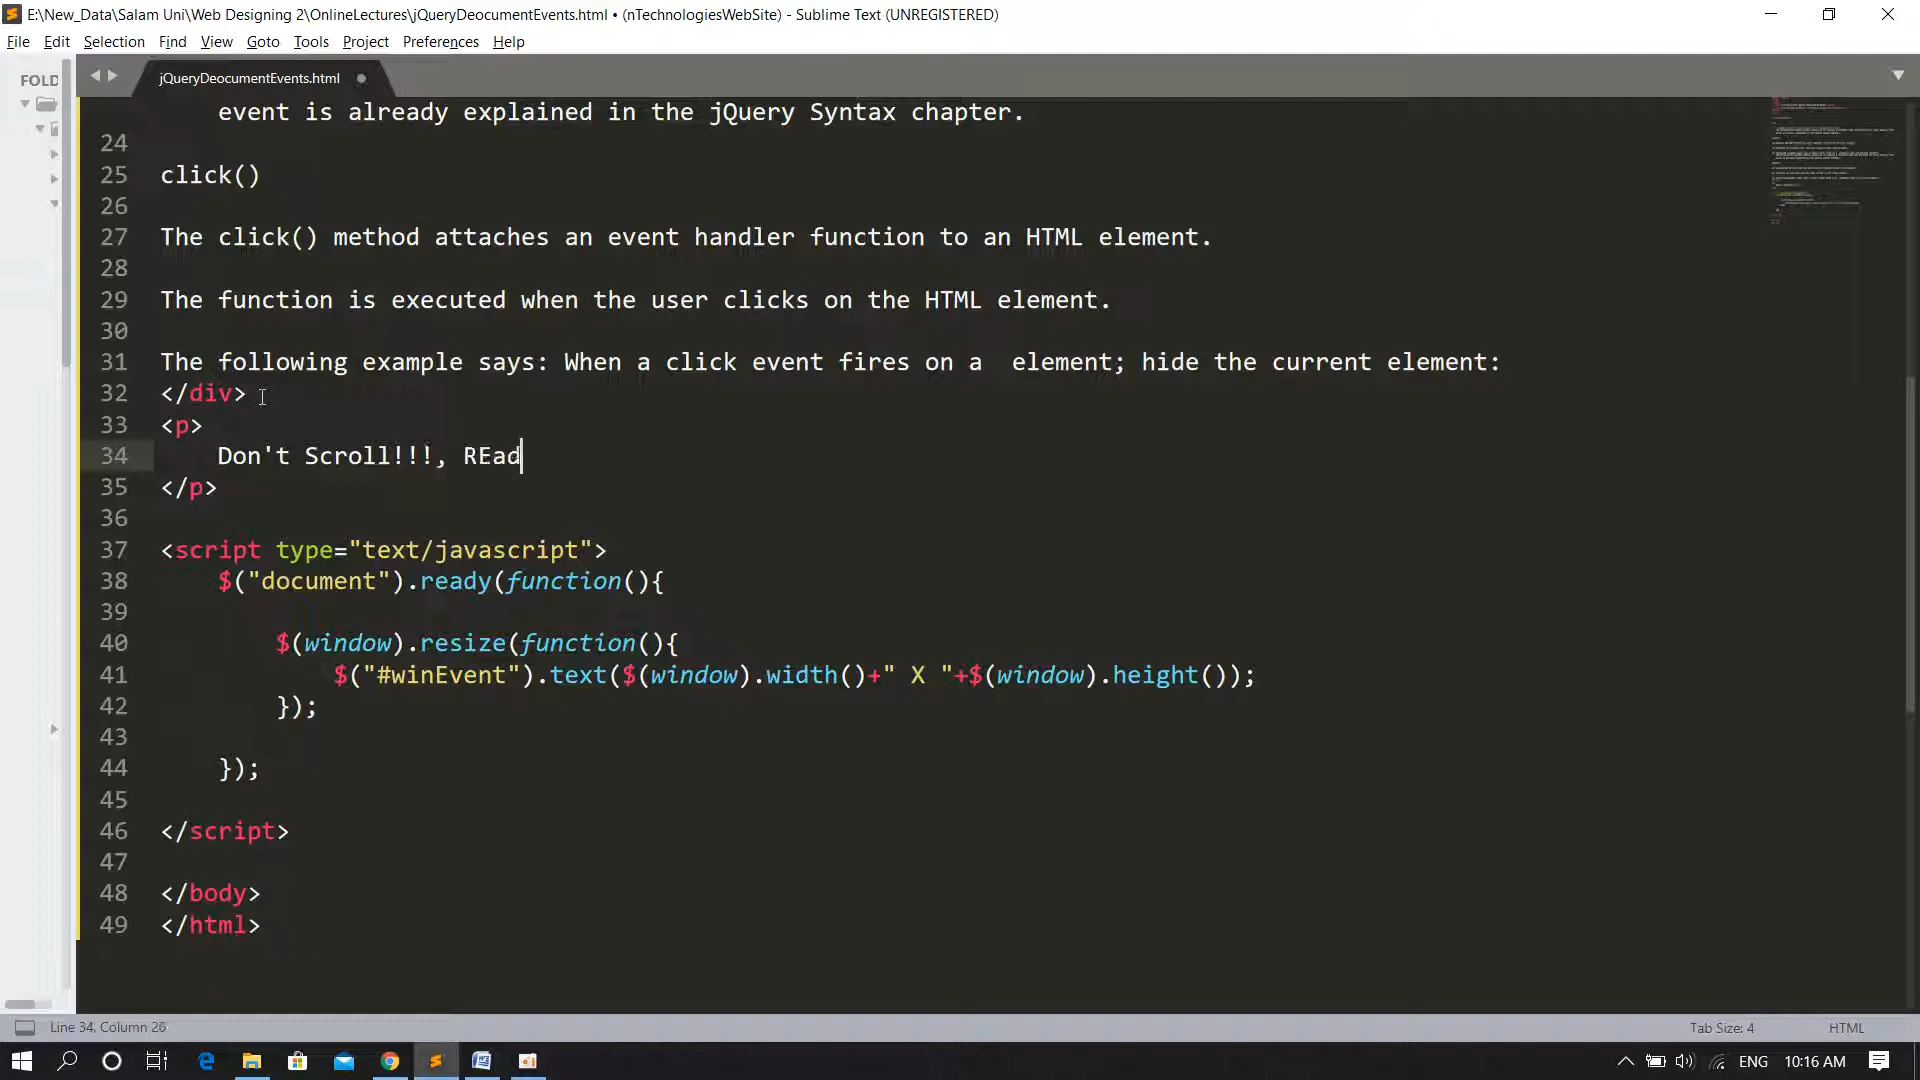 E:\New_Data\Salam Uni\Web Designing 2\OnlineLectures\jQueryDeocumentEvents.html • (nTechnologiesWebSite) - Sublime Text (UNREGISTERED)
File Edit Selection Find View Goto Tools Project Preferences Help
FOLD
jQueryDeocumentEvents.html
event is already explained in the jQuery Syntax chapter.
24
25 click()
26
27 The click() method attaches an event handler function to an HTML element.
28
29 The function is executed when the user clicks on the HTML element.
30
31 The following example says: When a click event fires on a  element; hide the current element:
32 </div>
33 <p>
34 Don't Scroll!!!, REad
35 </p>
36
37 <script type="text/javascript">
38 $("document").ready(function(){
39
40 $(window).resize(function(){
41 $("#winEvent").text($(window).width()+" X "+$(window).height());
42 });
43
44 });
45
46 </script>
47
48 </body>
49 </html>
Line 34, Column 26
Tab Size: 4
HTML
ENG 10:16 AM